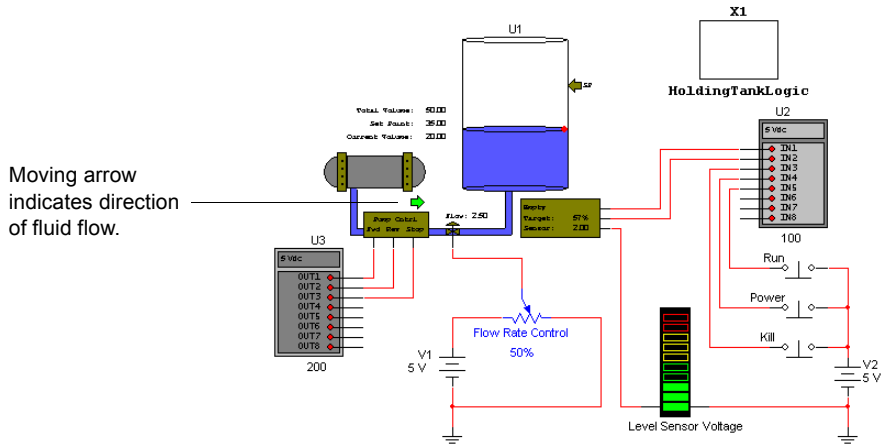 X1
HoldingTankLogic
U1
SP
Total Volume: 50.00
Set Point: 35.00
Current Volume: 20.00
Moving arrow
indicates direction
of fluid flow.
Pump Cntrl
Fwd Rev Stop
Flow: 2.50
Empty
Target: 57%
Sensor: 2.00
U2
5 Vdc
IN1
IN2
IN3
IN4
IN5
IN6
IN7
IN8
100
U3
5 Vdc
OUT1
OUT2
OUT3
OUT4
OUT5
OUT6
OUT7
OUT8
200
Run
Power
Kill
Flow Rate Control
50%
V1
5 V
V2
5 V
Level Sensor Voltage